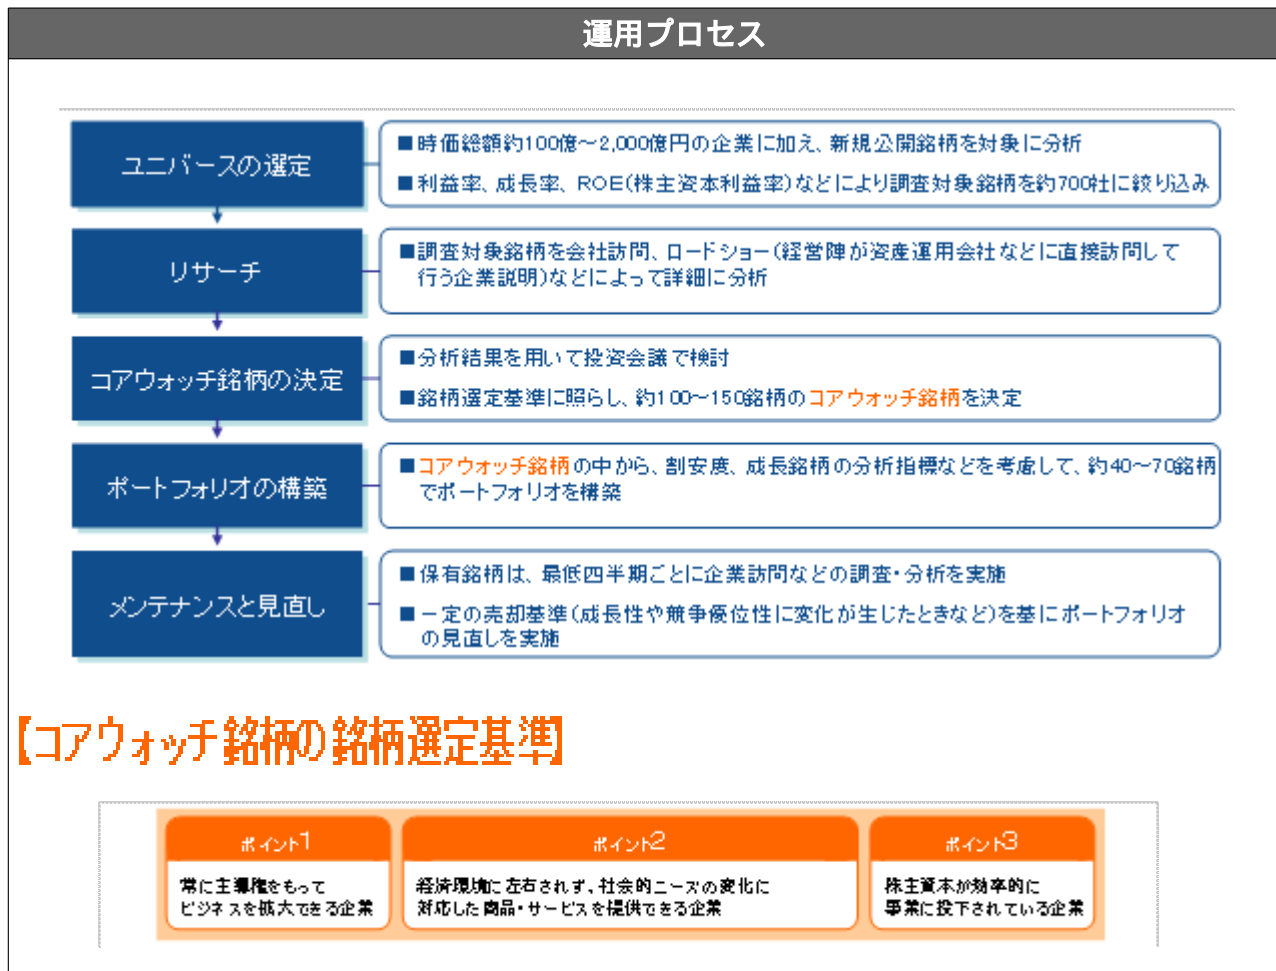 運用プロセス
ユニバースの選定
■時価総額約100億～2,000億円の企業に加え、新規公開銘柄を対象に分析
■利益率、成長率、ROE(株主資本利益率)などにより調査対象銘柄を約700社に絞り込み
リサーチ
■調査対象銘柄を会社訪問、ロードショー(経営陣が資産運用会社などに直接訪問して
行う企業説明)などによって詳細に分析
コアウォッチ銘柄の決定
■分析結果を用いて投資会議で検討
■銘柄選定基準に照らし、約100～150銘柄のコアウォッチ銘柄を決定
ポートフォリオの構築
■コアウォッチ銘柄の中から、割安度、成長銘柄の分析指標などを考慮して、約40～70銘柄
でポートフォリオを構築
メンテナンスと見直し
■保有銘柄は、最低四半期ごとに企業訪問などの調査・分析を実施
■一定の売却基準(成長性や競争優位性に変化が生じたときなど)を基にポートフォリオ
の見直しを実施
【コアウォッチ銘柄の銘柄選定基準】
ポイント1
常に主導権をもって
ビジネスを拡大できる企業
ポイント2
経済環境に左右されず、社会的ニーズの変化に
対応した商品・サービスを提供できる企業
ポイント3
株主資本が効率的に
事業に投下されている企業